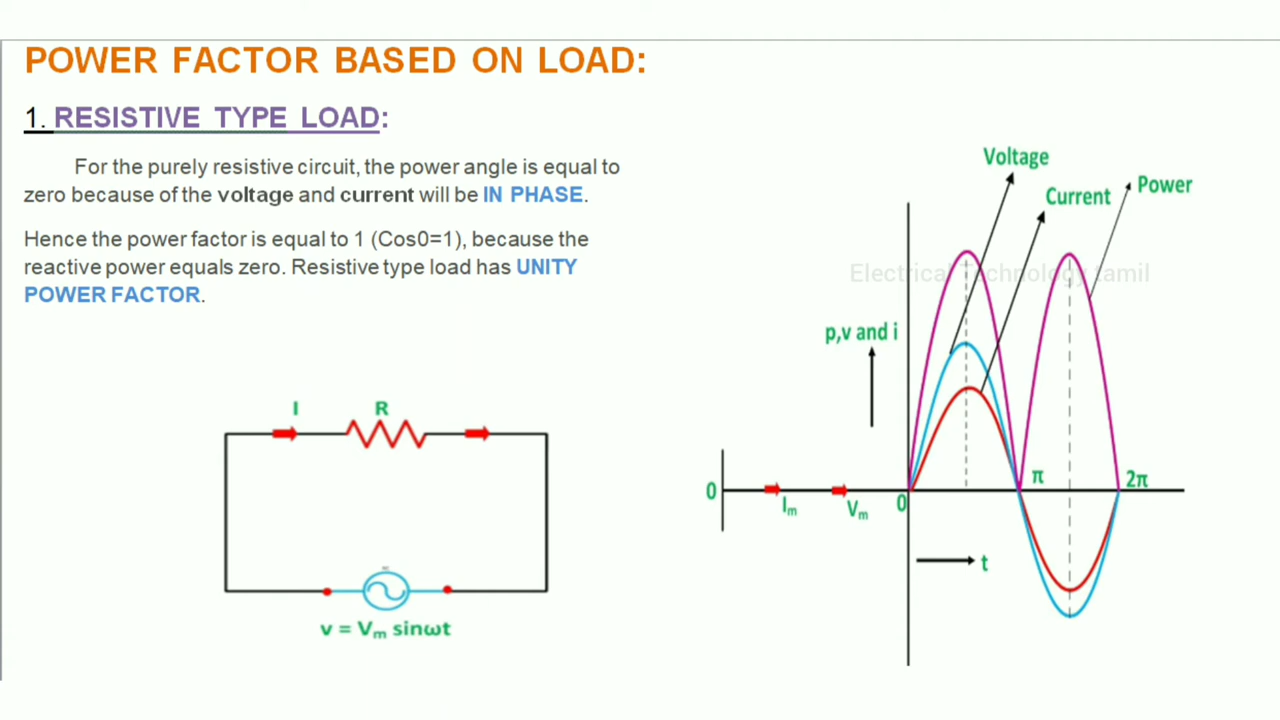 POWER FACTOR BASED ON LOAD:
1. RESISTIVE TYPE LOAD:
For the purely resistive circuit, the power angle is equal to
zero because of the voltage and current will be IN PHASE.
Hence the power factor is equal to 1 (Cos0=1), because the
reactive power equals zero. Resistive type load has UNITY
POWER FACTOR.
I
R
v = Vm sinωt
Voltage
Current
Power
Electrical Technology tamil
p,v and i
0
Im
Vm
0
π
2π
t